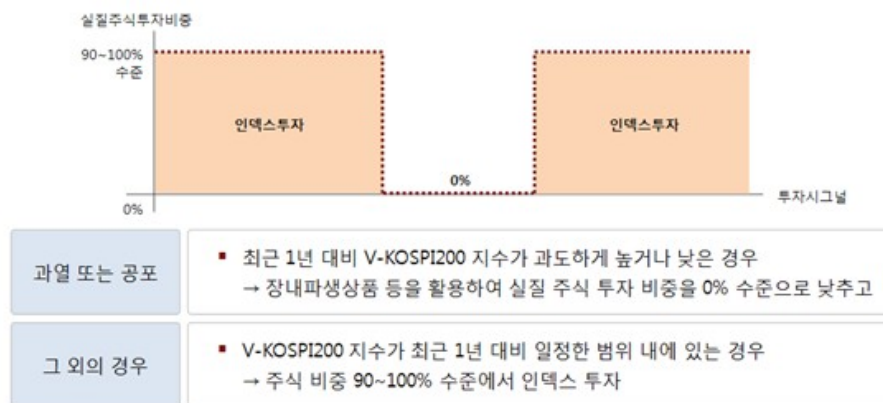 실질주식투자비중
90~100%
수준
인덱스투자
인덱스투자
0%
0%
투자시그널
과열 또는 공포
▪ 최근 1년 대비 V-KOSPI200 지수가 과도하게 높거나 낮은 경우
→ 장내파생상품 등을 활용하여 실질 주식 투자 비중을 0% 수준으로 낮추고
그 외의 경우
▪ V-KOSPI200 지수가 최근 1년 대비 일정한 범위 내에 있는 경우
→ 주식 비중 90~100% 수준에서 인덱스 투자